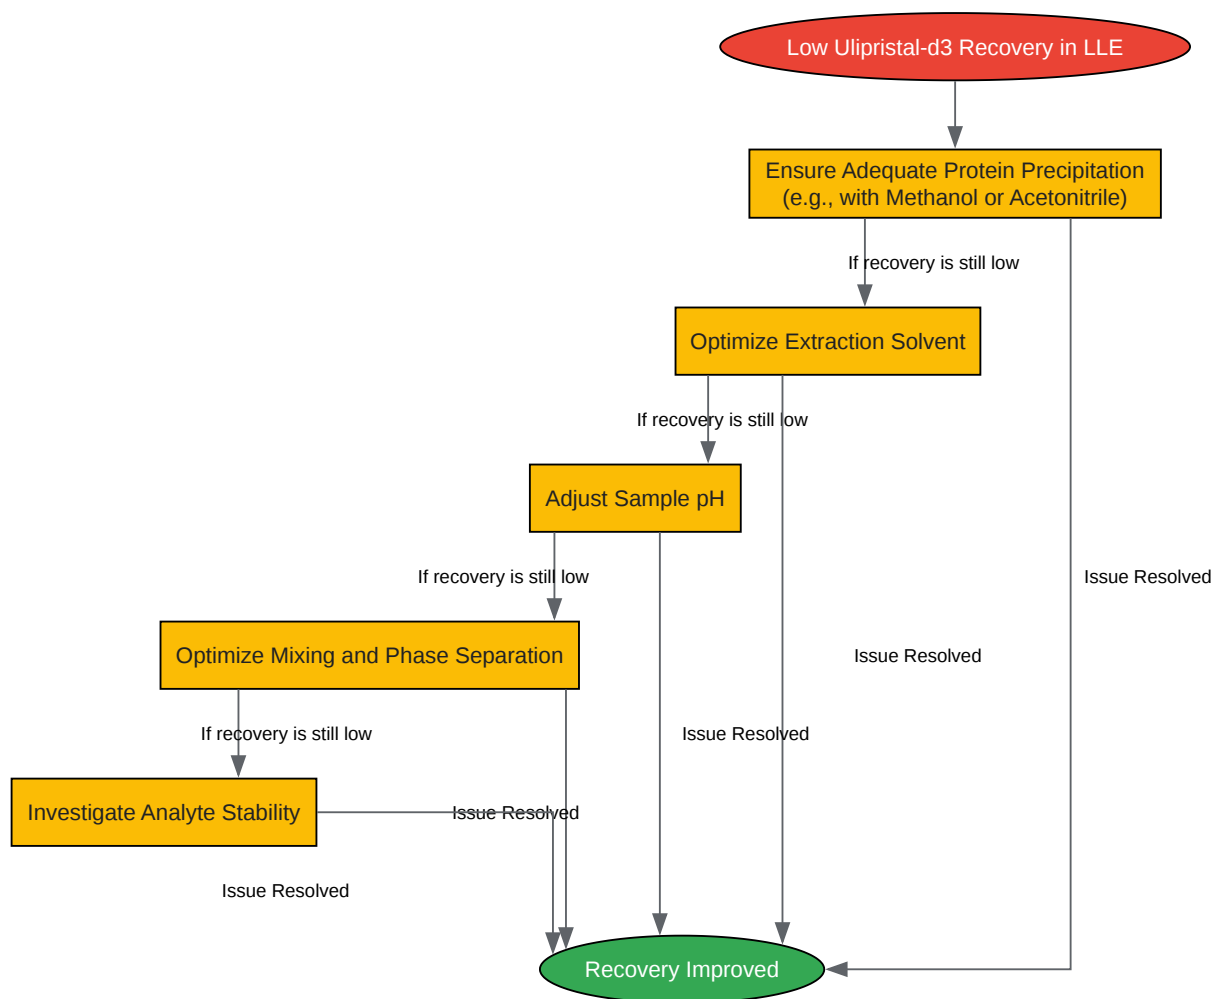 Low Ulipristal-d3 Recovery in LLE
Ensure Adequate Protein Precipitation
(e.g., with Methanol or Acetonitrile)
If recovery is still low
Optimize Extraction Solvent
If recovery is still low
Adjust Sample pH
If recovery is still low
Issue Resolved
Optimize Mixing and Phase Separation
Issue Resolved
If recovery is still low
Issue Resolved
Investigate Analyte Stability
Issue Resolved
Issue Resolved
Recovery Improved